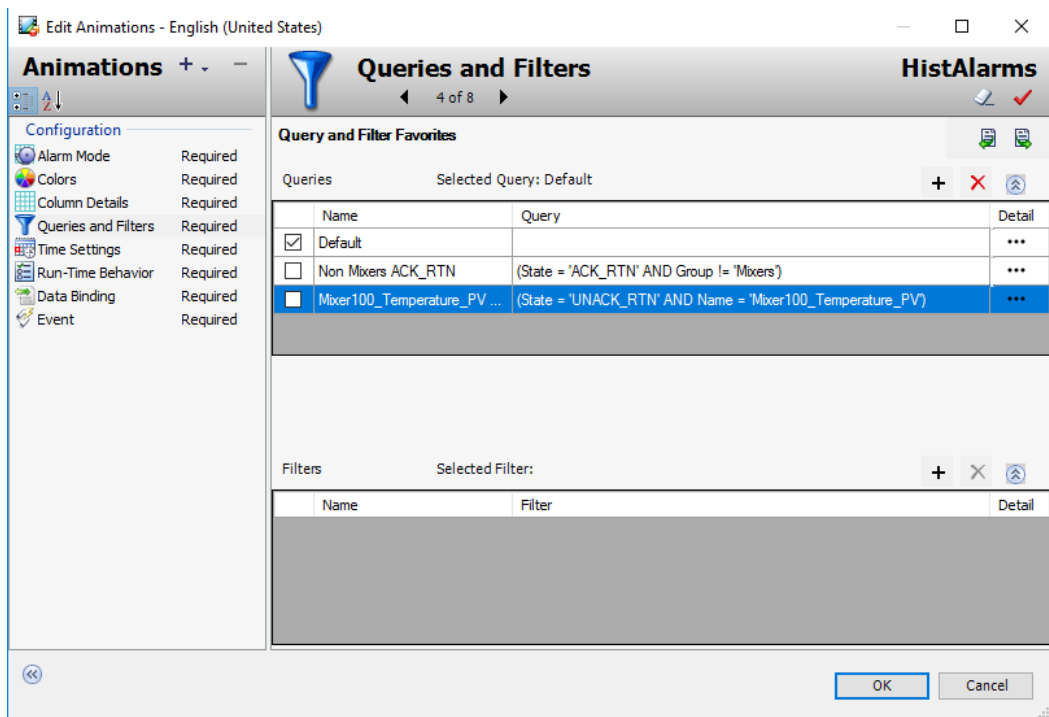 Edit Animations - English (United States)
Animations
Queries and Filters
HistAlarms
4 of 8
Configuration
Alarm Mode Required
Colors Required
Column Details Required
Queries and Filters Required
Time Settings Required
Run-Time Behavior Required
Data Binding Required
Event Required
Query and Filter Favorites
Queries Selected Query: Default
Name Query Detail
Default ...
Non Mixers ACK_RTN (State = 'ACK_RTN' AND Group != 'Mixers') ...
Mixer100_Temperature_PV ... (State = 'UNACK_RTN' AND Name = 'Mixer100_Temperature_PV') ...
Filters Selected Filter:
Name Filter Detail
OK Cancel